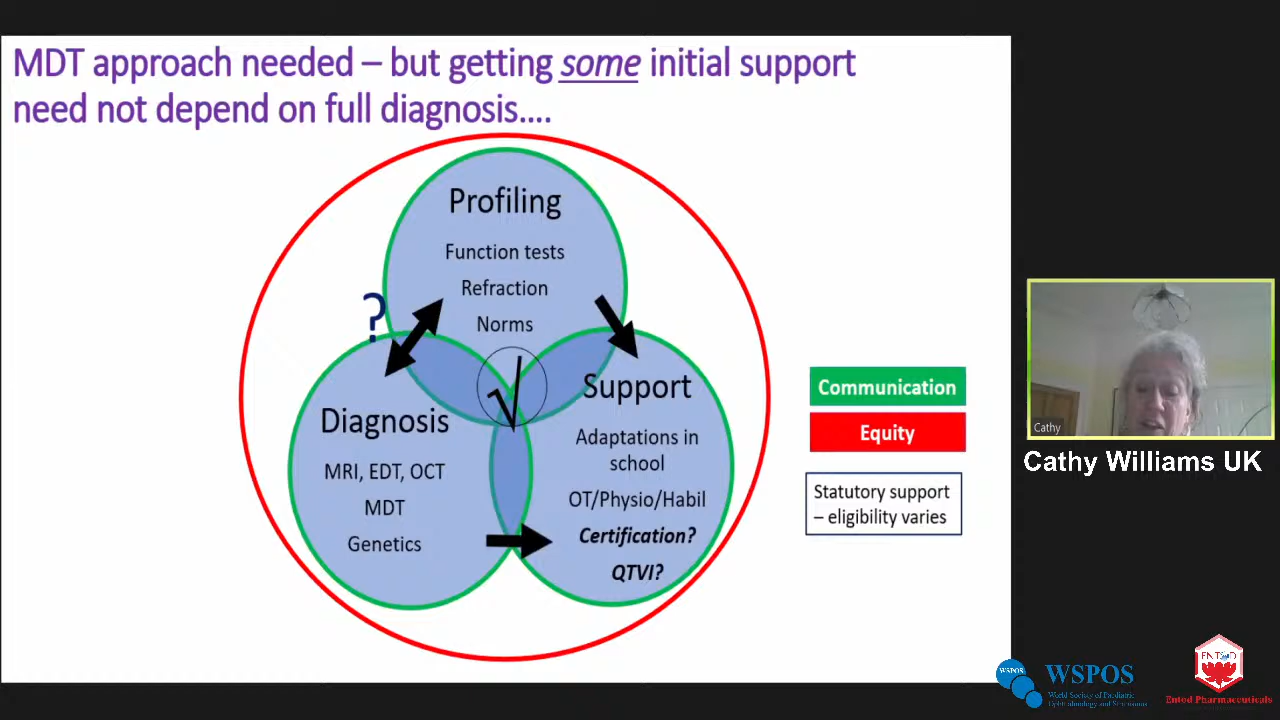 MDT approach needed – but getting some initial support
need not depend on full diagnosis....
Profiling
Function tests
Refraction
Norms
?
Diagnosis
MRI, EDT, OCT
MDT
Genetics
√
Support
Adaptations in
school
OT/Physio/Habil
Certification?
QTVI?
Communication
Equity
Statutory support
– eligibility varies
Cathy
Cathy Williams UK
WSPOS
WSPOS
World Society of Paediatric
Ophthalmology and Strabismus
ENTOD
Entod Pharmaceuticals